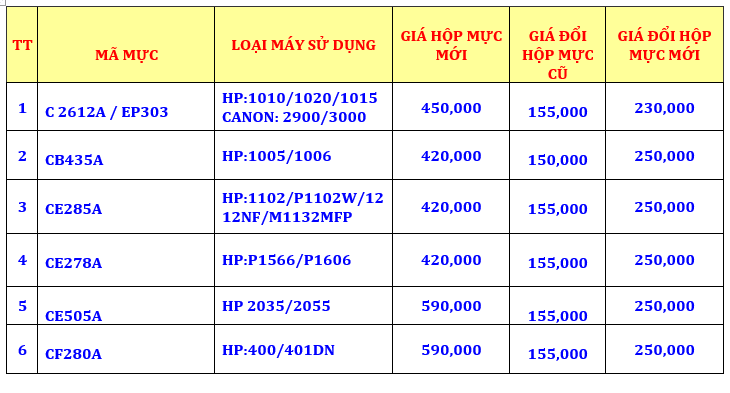 TT MÃ MỰC LOẠI MÁY SỬ DỤNG GIÁ HỘP MỰC MỚI GIÁ ĐỔI HỘP MỰC CŨ GIÁ ĐỔI HỘP MỰC MỚI
1 C 2612A / EP303 HP:1010/1020/1015 CANON: 2900/3000 450,000 155,000 230,000
2 CB435A HP:1005/1006 420,000 150,000 250,000
3 CE285A HP:1102/P1102W/12 12NF/M1132MFP 420,000 155,000 250,000
4 CE278A HP:P1566/P1606 420,000 155,000 250,000
5 CE505A HP 2035/2055 590,000 155,000 250,000
6 CF280A HP:400/401DN 590,000 155,000 250,000